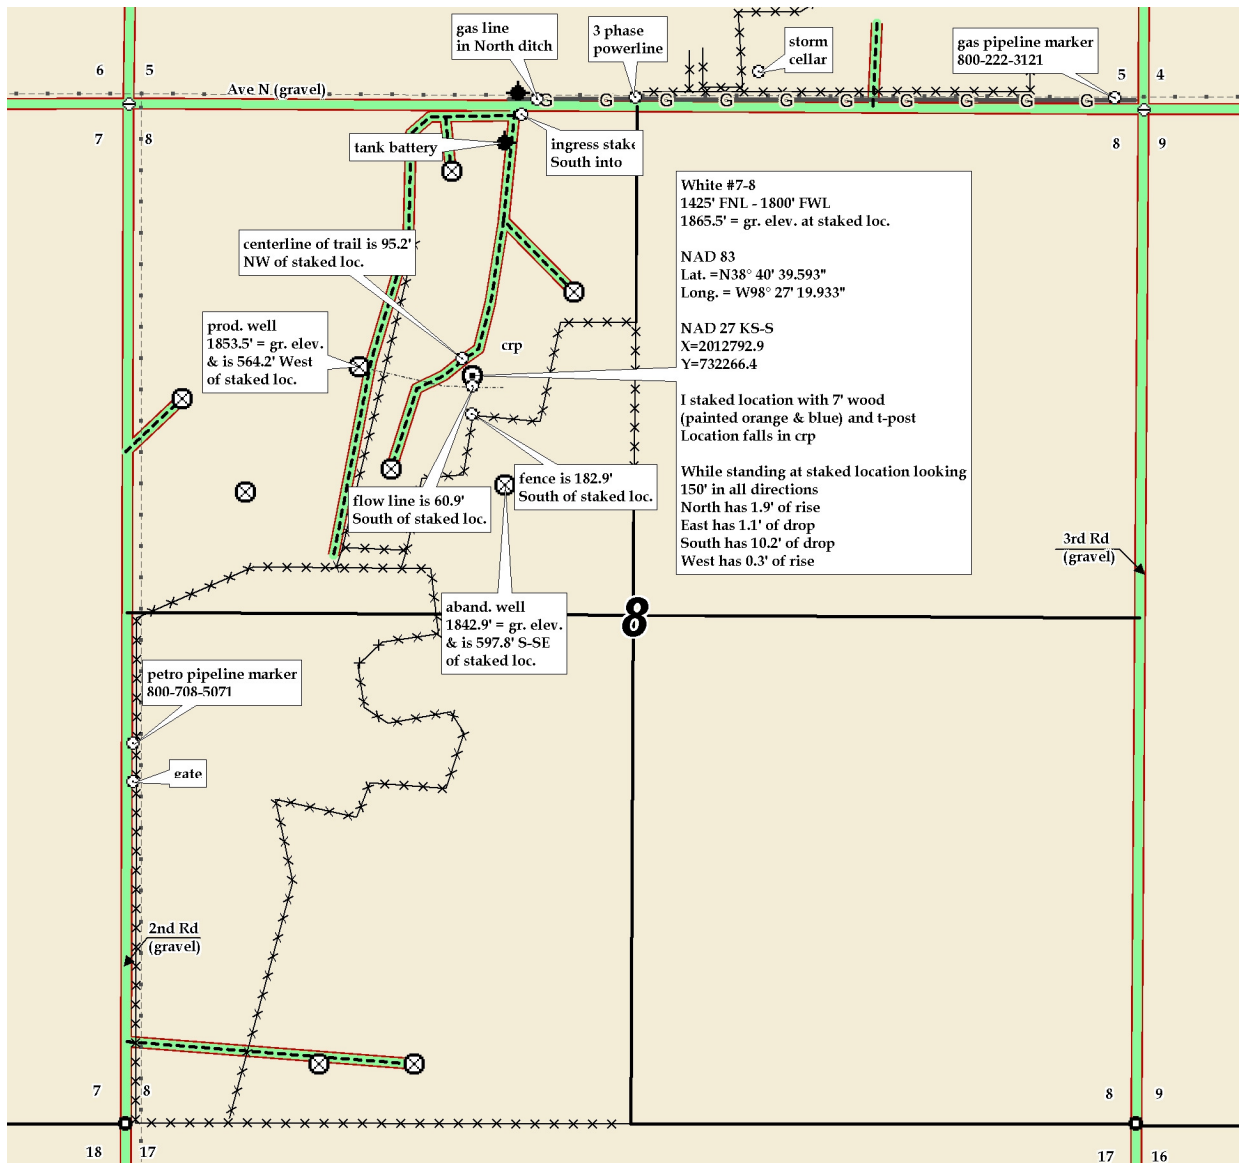 gas line
in North ditch
3 phase
powerline
storm
cellar
gas pipeline marker
800-222-3121
6 5
5 4
Ave N (gravel)
G G G G G G G G G G
7 8
8 9
tank battery
ingress stake
South into
White #7-8
1425' FNL - 1800' FWL
1865.5' = gr. elev. at staked loc.
NAD 83
Lat. =N38° 40' 39.593"
Long. = W98° 27' 19.933"
NAD 27 KS-S
X=2012792.9
Y=732266.4
I staked location with 7' wood
(painted orange & blue) and t-post
Location falls in crp
While standing at staked location looking
150' in all directions
North has 1.9' of rise
East has 1.1' of drop
South has 10.2' of drop
West has 0.3' of rise
centerline of trail is 95.2'
NW of staked loc.
prod. well
1853.5' = gr. elev.
& is 564.2' West
of staked loc.
crp
fence is 182.9'
South of staked loc.
flow line is 60.9'
South of staked loc.
3rd Rd
(gravel)
aband. well
1842.9' = gr. elev.
& is 597.8' S-SE
of staked loc.
8
petro pipeline marker
800-708-5071
gate
2nd Rd
(gravel)
7 8
8 9
18 17
17 16